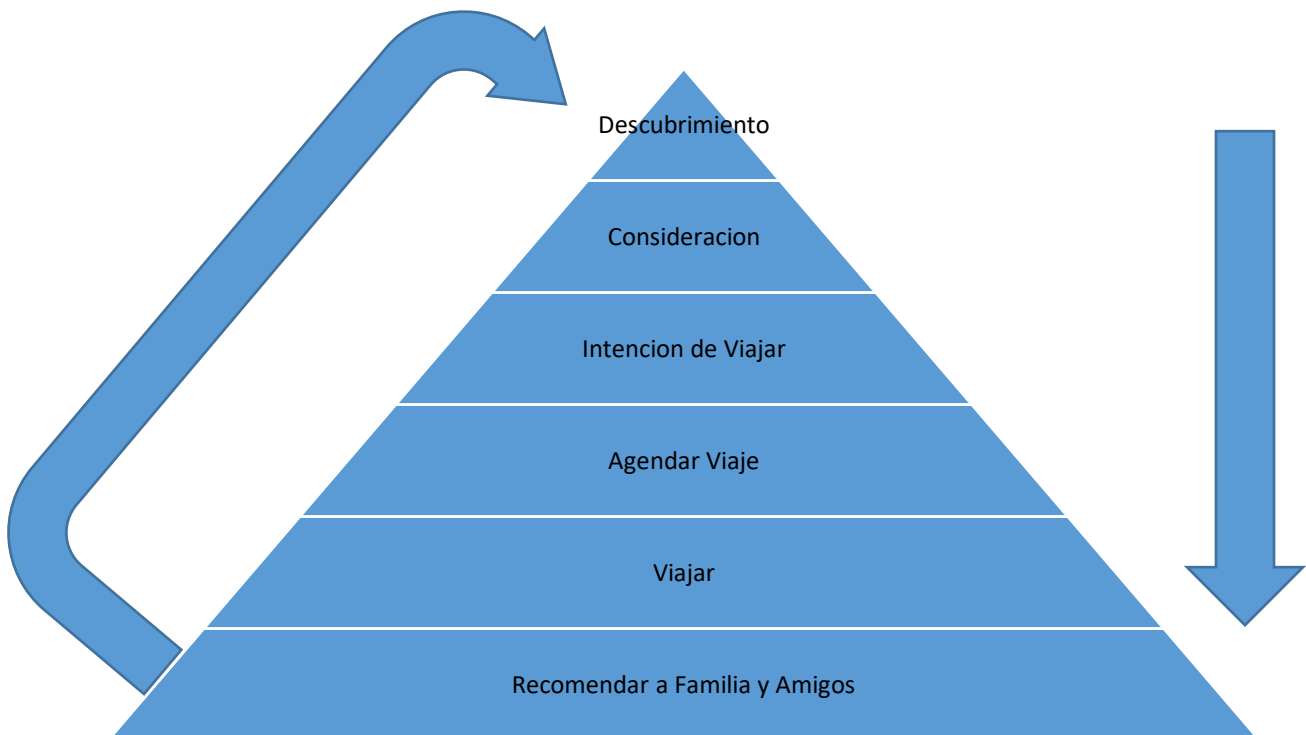 Descubrimiento
Consideracion
Intencion de Viajar
Agendar Viaje
Viajar
Recomendar a Familia y Amigos